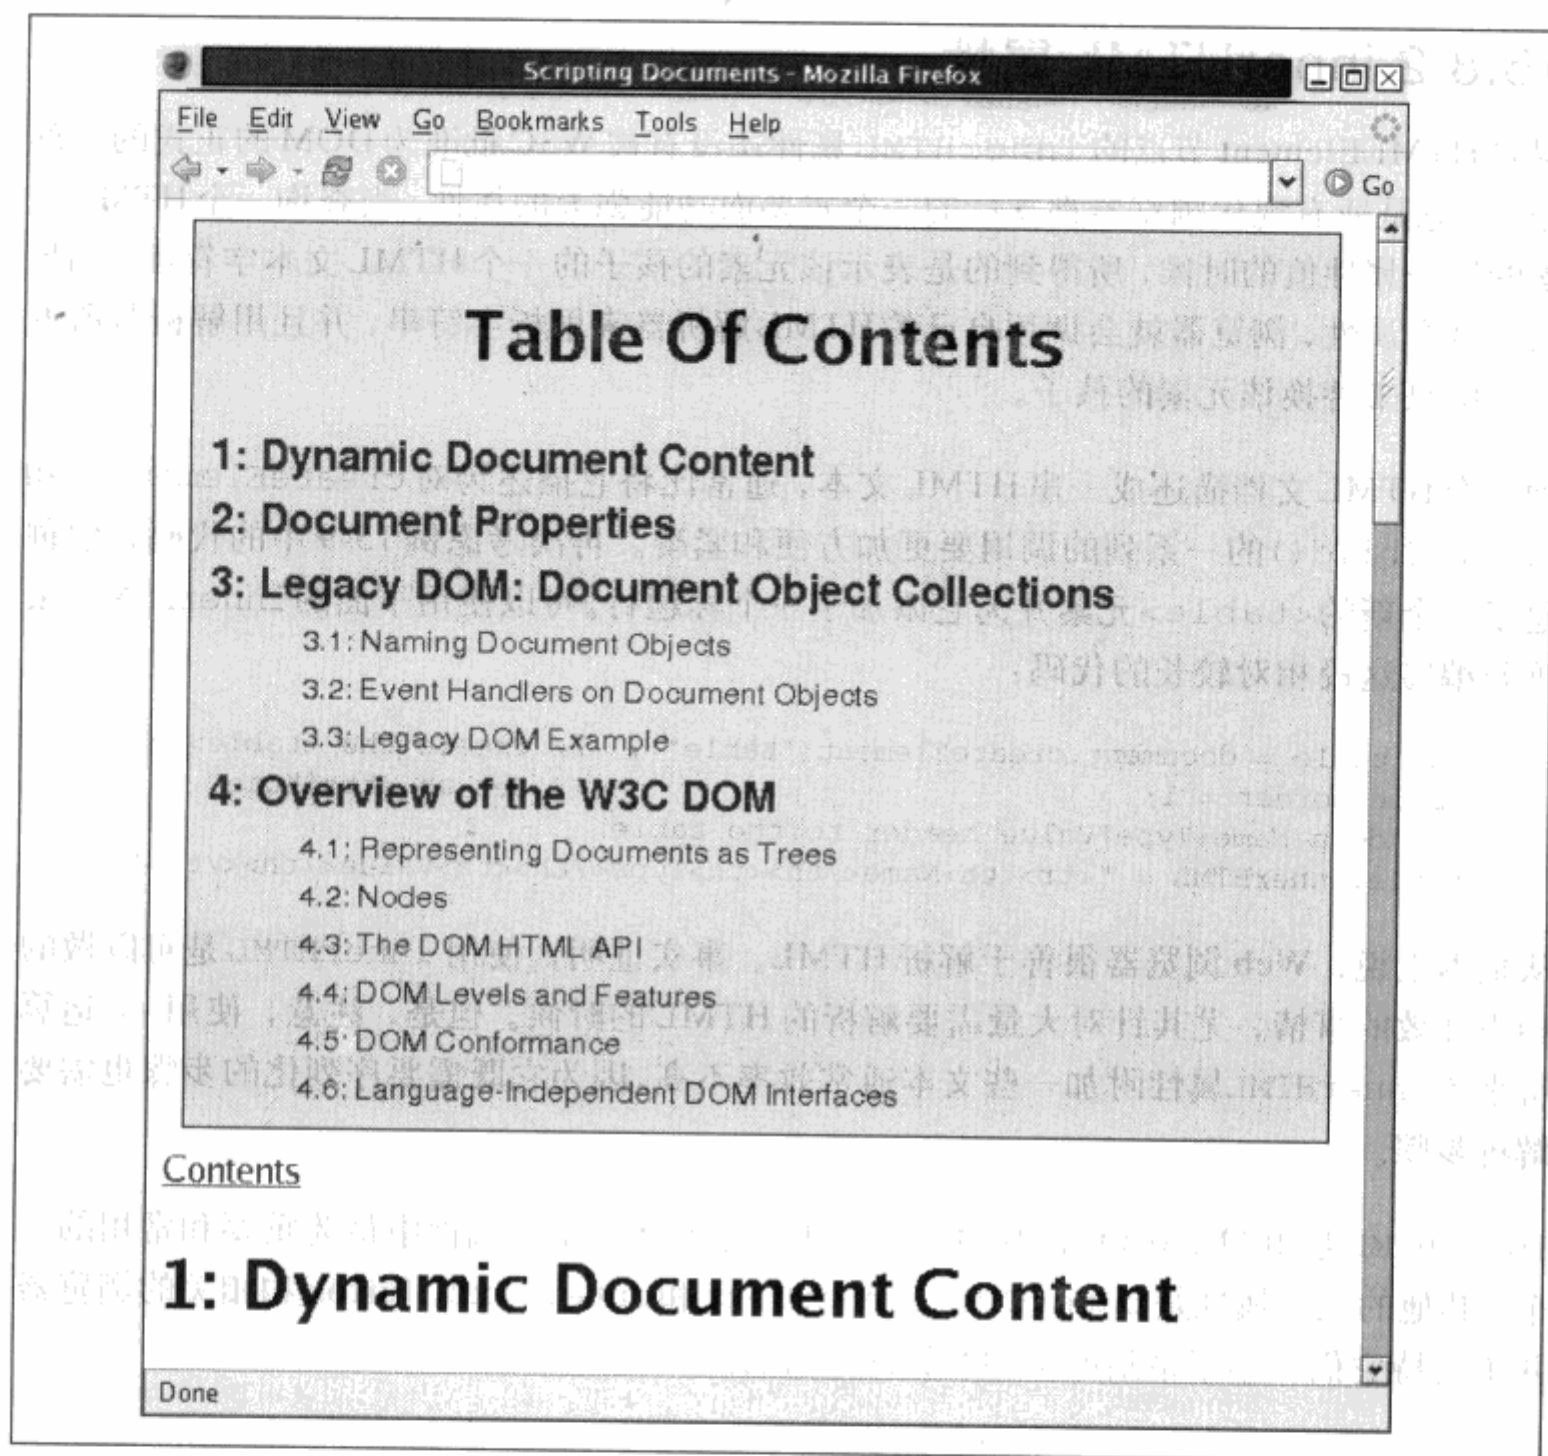 Scripting Documents - Mozilla Firefox
File Edit View Go Bookmarks Tools Help
Go
Table Of Contents
1: Dynamic Document Content
2: Document Properties
3: Legacy DOM: Document Object Collections
3.1: Naming Document Objects
3.2: Event Handlers on Document Objects
3.3: Legacy DOM Example
4: Overview of the W3C DOM
4.1: Representing Documents as Trees
4.2: Nodes
4.3: The DOM HTML API
4.4: DOM Levels and Features
4.5: DOM Conformance
4.6: Language-Independent DOM Interfaces
Contents
1: Dynamic Document Content
Done